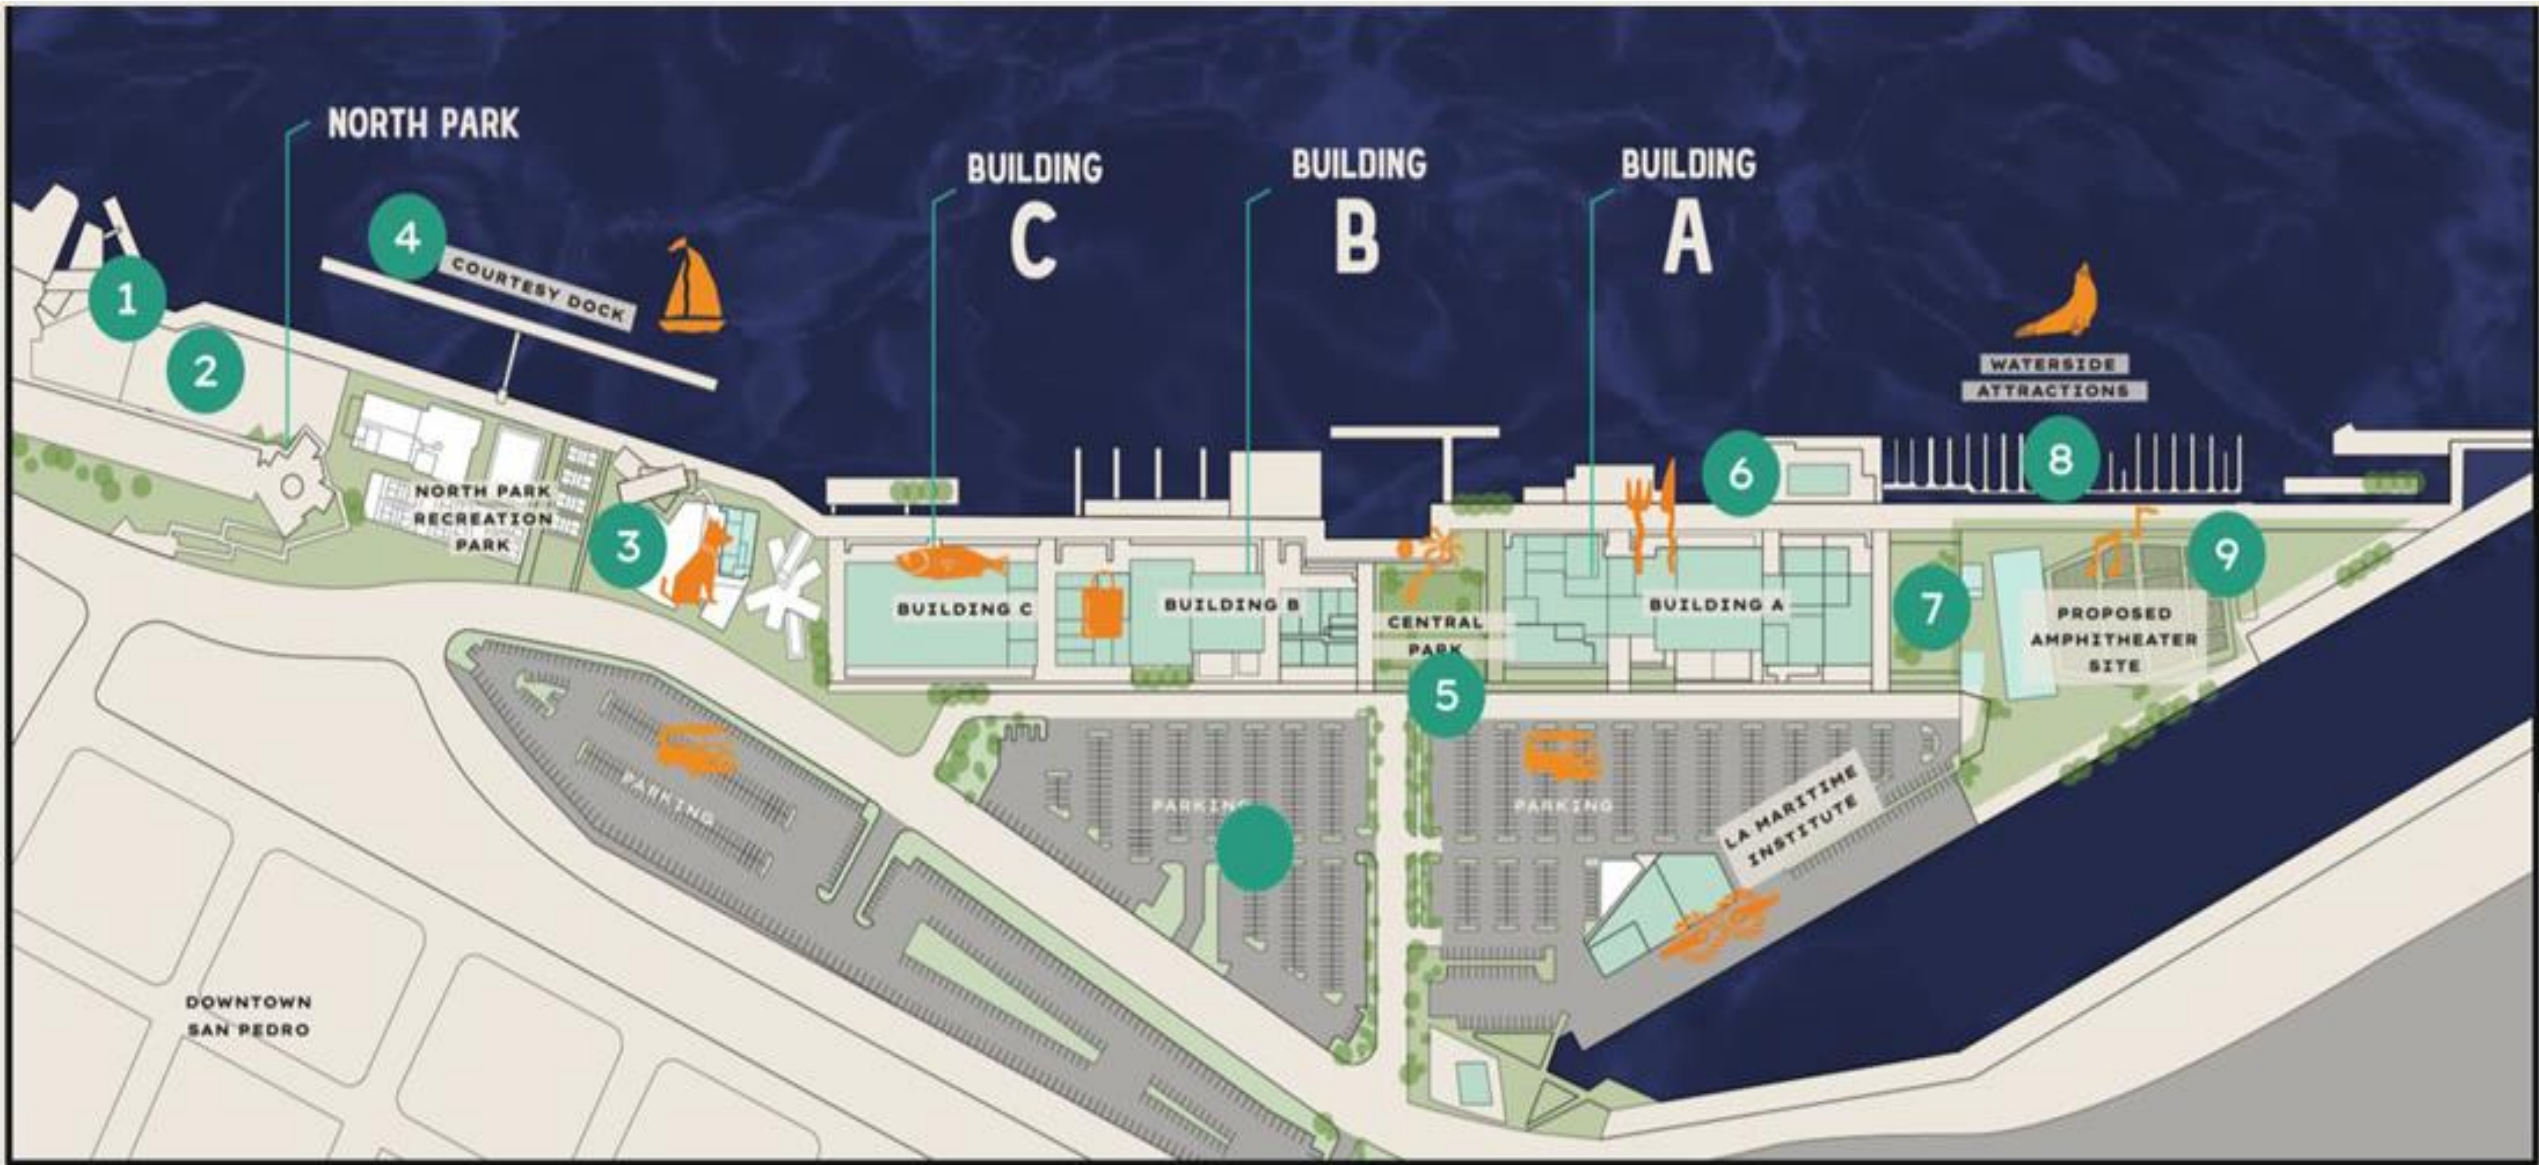 NORTH PARK
BUILDING
C
BUILDING
B
BUILDING
A
4
COURTESY DOCK
1
2
WATERSIDE
ATTRACTIONS
6
8
NORTH PARK
RECREATION
PARK
3
BUILDING C
BUILDING B
CENTRAL
PARK
5
BUILDING A
7
9
PROPOSED
AMPHITHEATER
SITE
PARKING
PARKING
PARKING
LA MARITIME
INSTITUTE
DOWNTOWN
SAN PEDRO